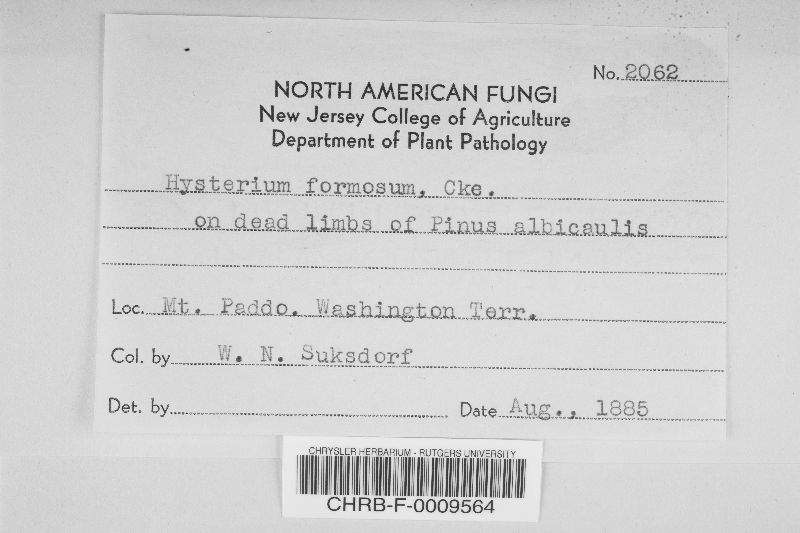 No. 2062
NORTH AMERICAN FUNGI
New Jersey College of Agriculture
Department of Plant Pathology
Hysterium formosum, Cke.
on dead limbs of Pinus albicaulis
Loc. Mt. Paddo. Washington Terr.
Col. by W. N. Suksdorf
Det. by
Date Aug., 1885
CHRYSLER HERBARIUM - RUTGERS UNIVERSITY
CHRB-F-0009564